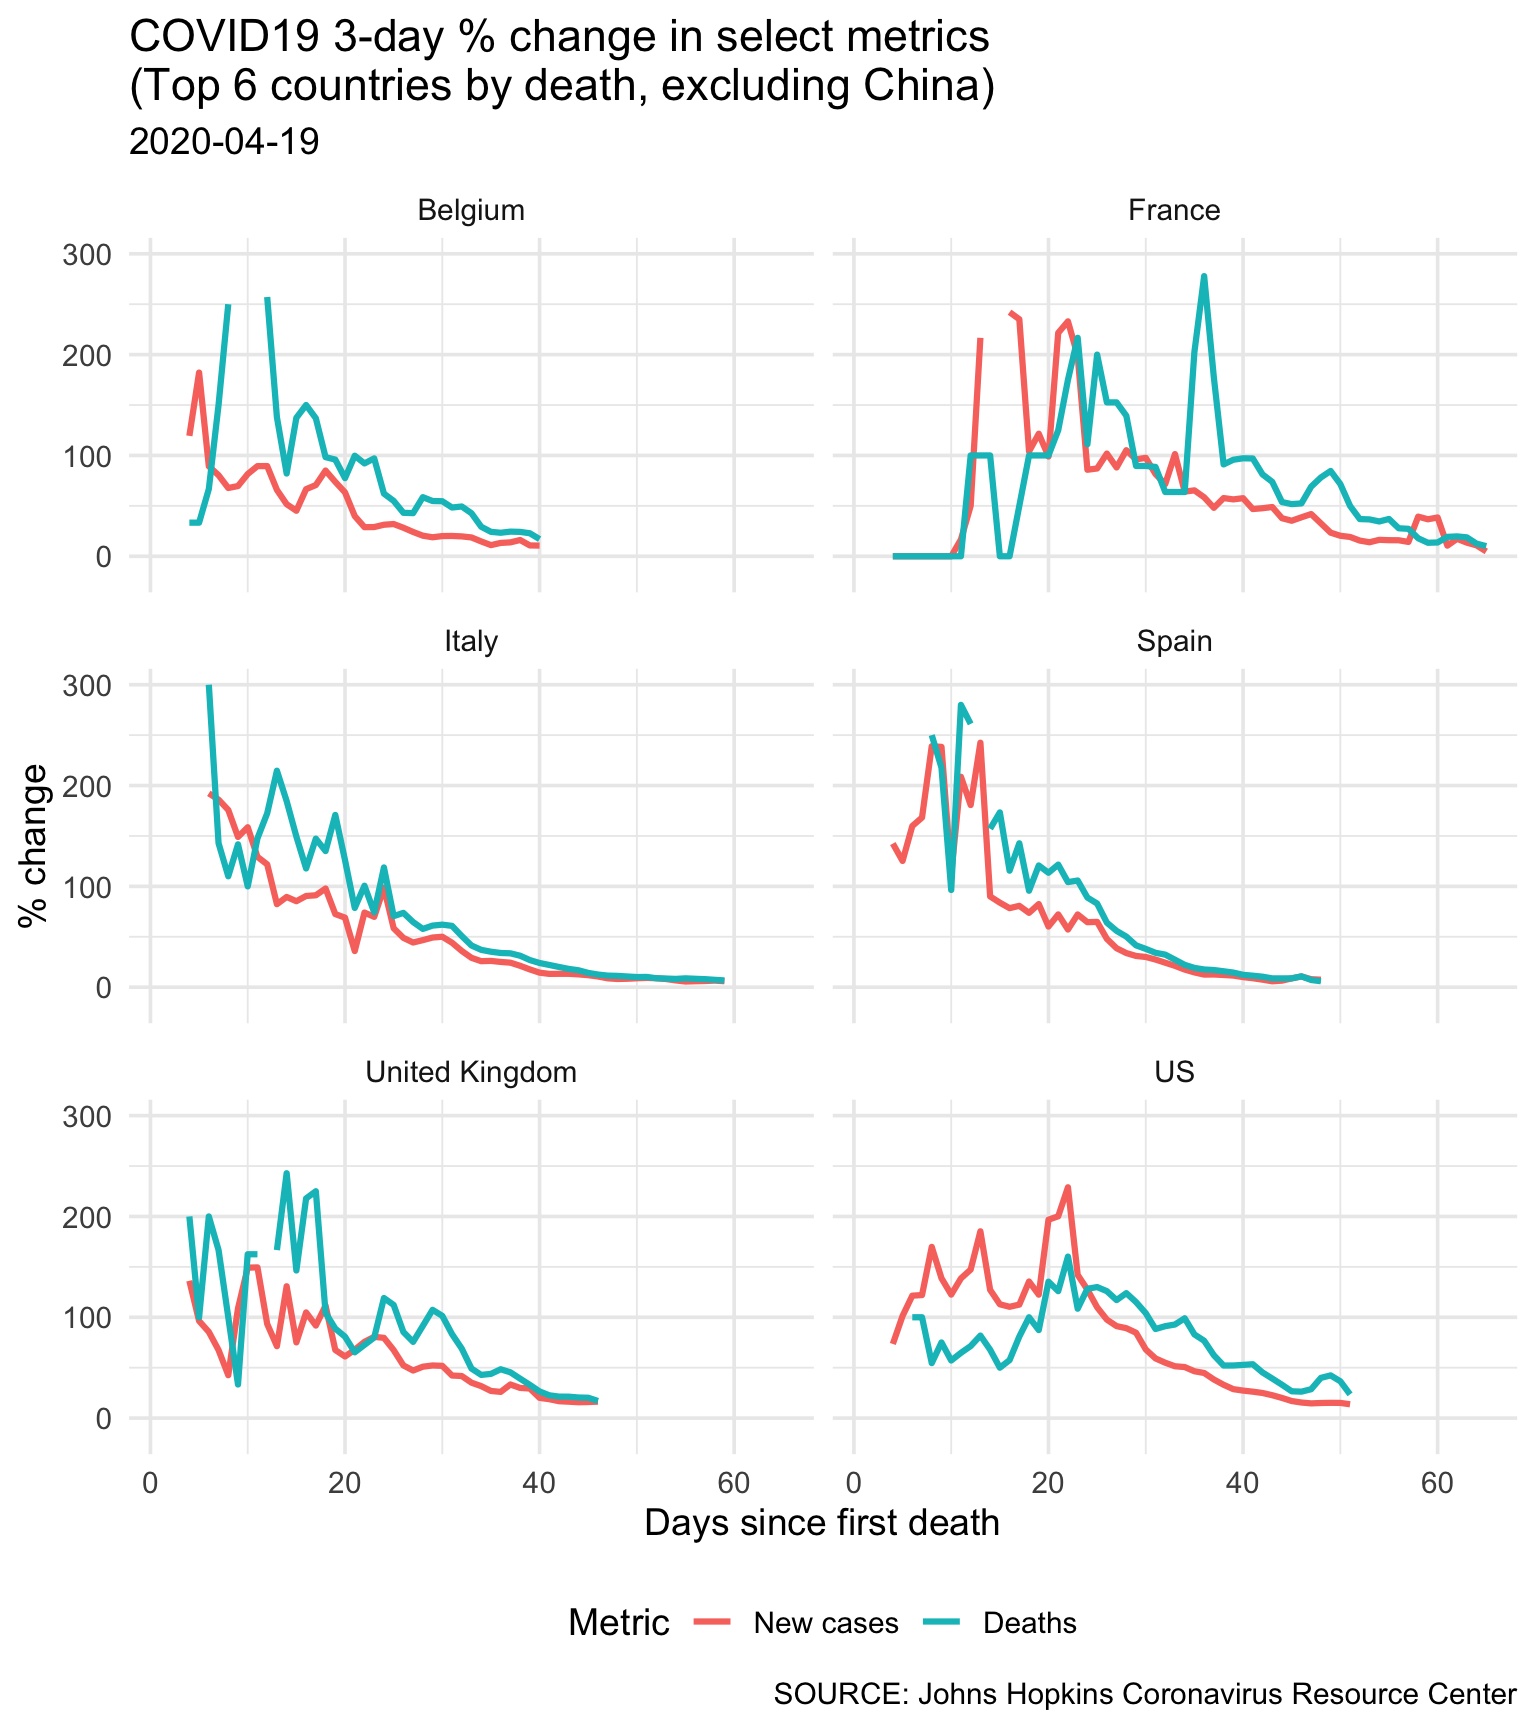 COVID19 3-day % change in select metrics
(Top 6 countries by death, excluding China)
2020-04-19
Belgium
France
300
200
100
0
Italy
Spain
300
200
100
0
% change
United Kingdom
US
300
200
100
0
0 20 40 60
0 20 40 60
Days since first death
Metric New cases Deaths
SOURCE: Johns Hopkins Coronavirus Resource Center